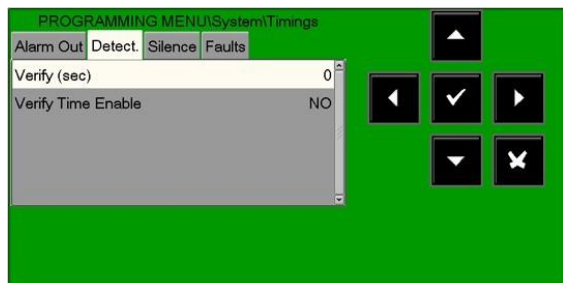 PROGRAMMING MENU\System\Timings
Alarm Out Detect. Silence Faults
Verify (sec) 0
Verify Time Enable NO